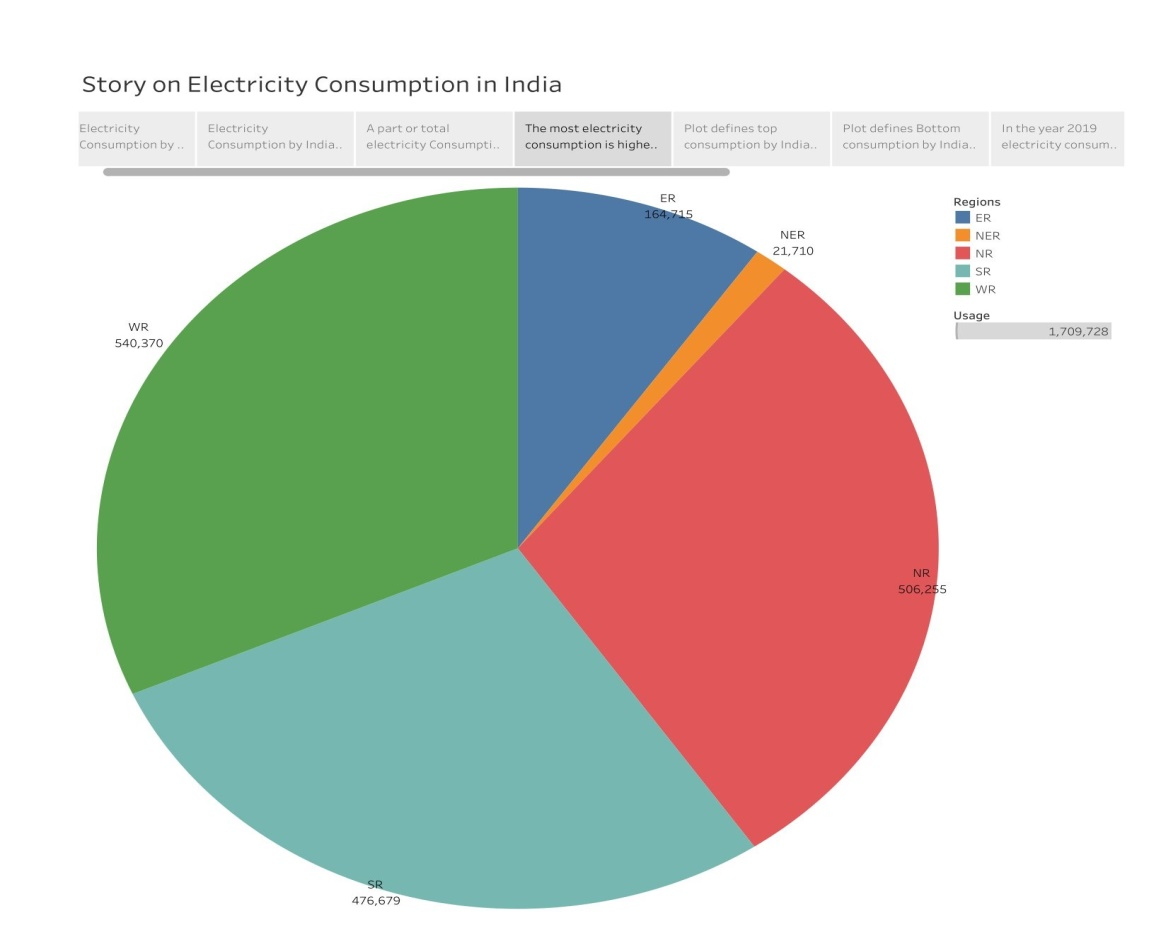 Story on Electricity Consumption in India
Electricity
Consumption by ..
Electricity
Consumption by India..
A part or total
electricity Consumpti..
The most electricity
consumption is highe..
Plot defines top
consumption by India..
Plot defines Bottom
consumption by India..
In the year 2019
electricity consum..
ER
164,715
NER
21,710
WR
540,370
NR
506,255
SR
476,679
Regions
ER
NER
NR
SR
WR
Usage
1,709,728